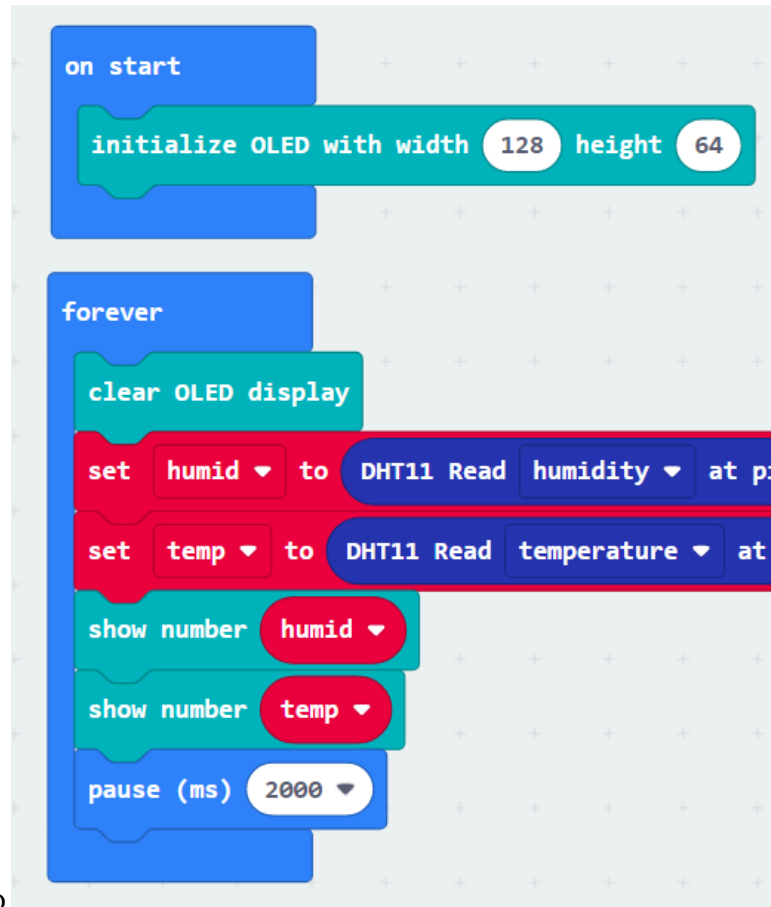 on start
initialize OLED with width 128 height 64
forever
clear OLED display
set humid to DHT11 Read humidity at
set temp to DHT11 Read temperature at
show number humid
show number temp
pause (ms) 2000